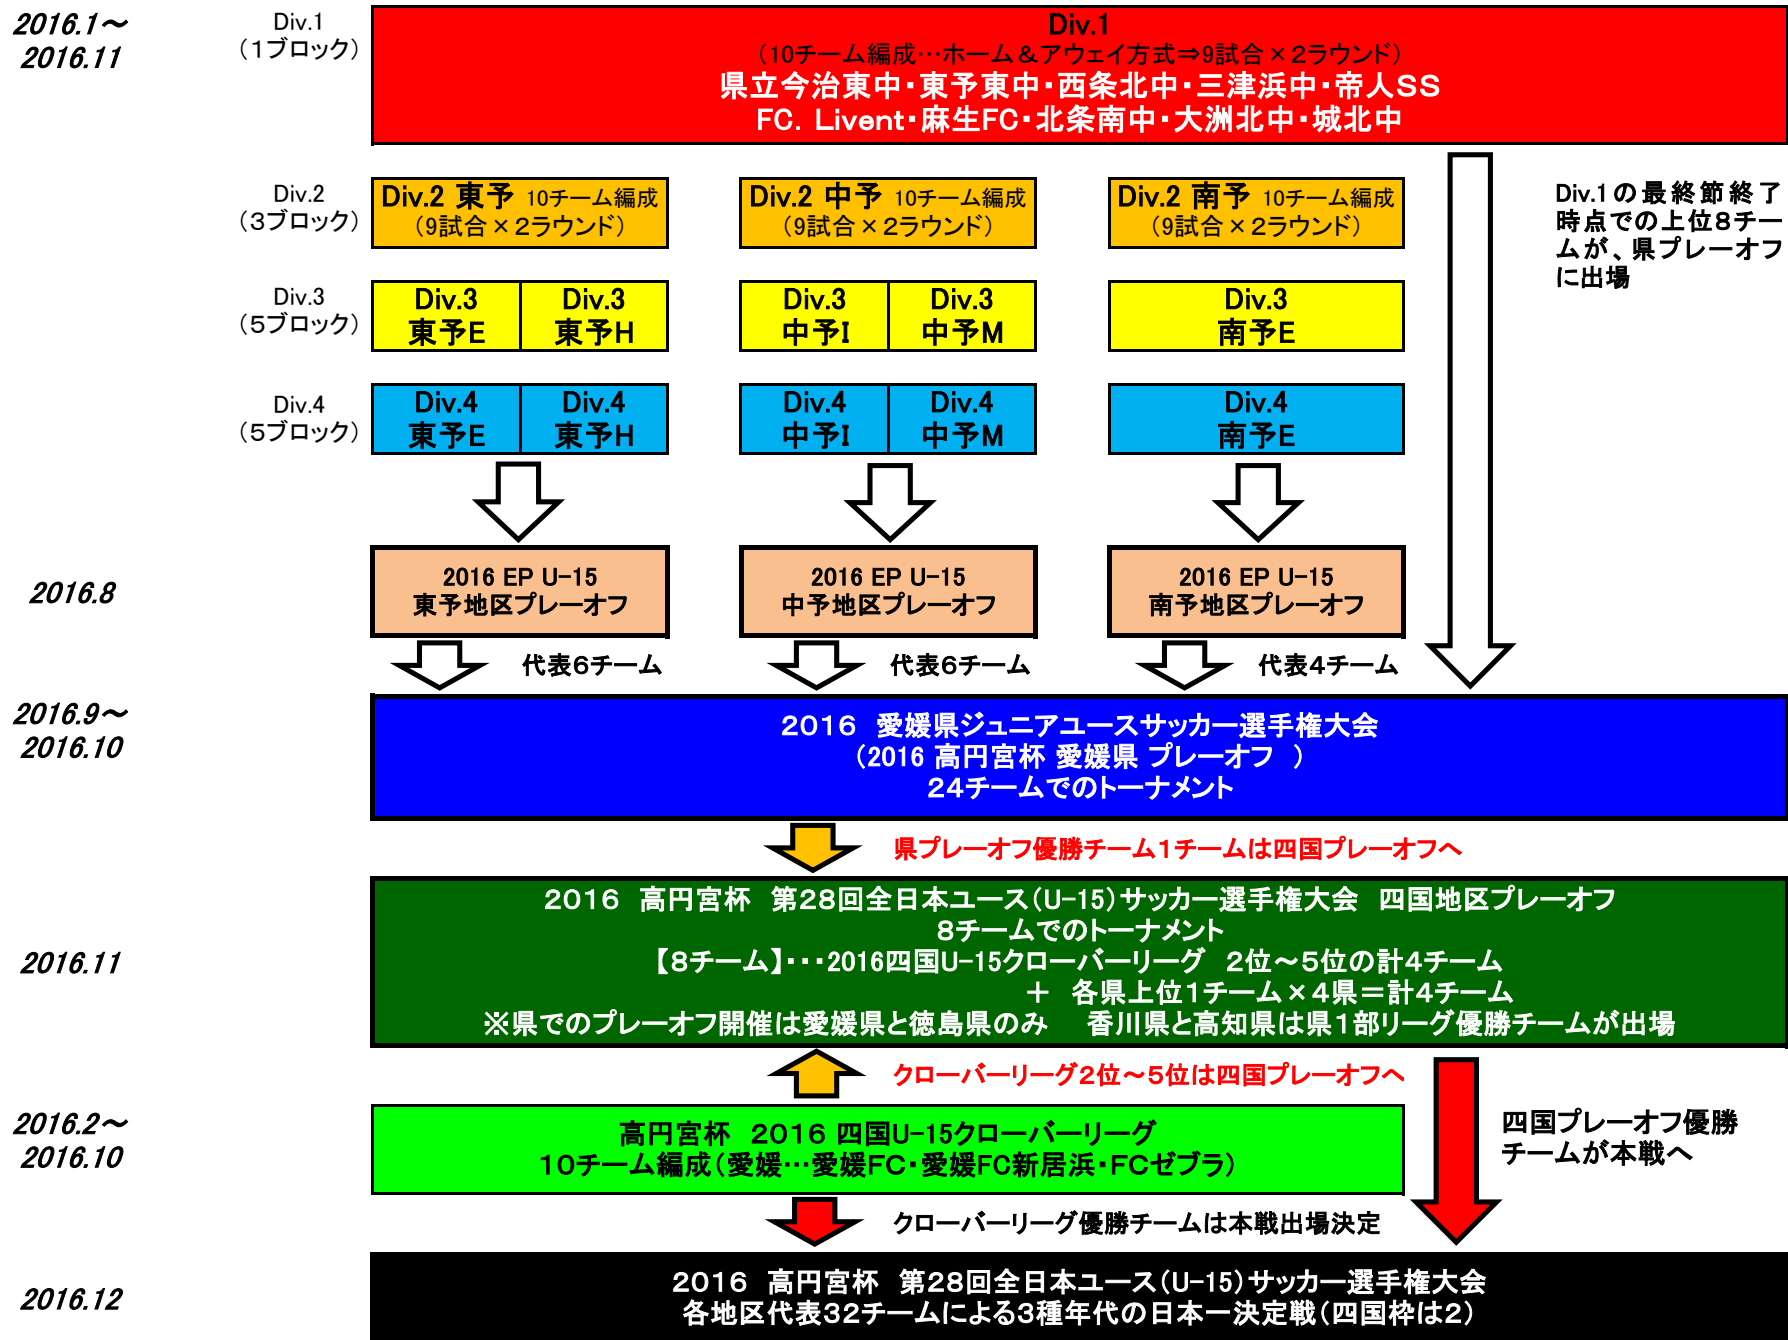 2016.1～
2016.11
Div.1
（1ブロック）
Div.1
（10チーム編成…ホーム＆アウェイ方式⇒9試合×2ラウンド）
県立今治東中・東予東中・西条北中・三津浜中・帝人SS
FC．Livent・麻生FC・北条南中・大洲北中・城北中
Div.2
（3ブロック）
Div.2 東予 10チーム編成
（9試合×2ラウンド）
Div.2 中予 10チーム編成
（9試合×2ラウンド）
Div.2 南予 10チーム編成
（9試合×2ラウンド）
Div.1の最終節終了
時点での上位8チー
ムが、県プレーオフ
に出場
Div.3
（5ブロック）
Div.3
東予E
Div.3
東予H
Div.3
中予I
Div.3
中予M
Div.3
南予E
Div.4
（5ブロック）
Div.4
東予E
Div.4
東予H
Div.4
中予I
Div.4
中予M
Div.4
南予E
2016.8
2016 EP U-15
東予地区プレーオフ
2016 EP U-15
中予地区プレーオフ
2016 EP U-15
南予地区プレーオフ
代表6チーム
代表6チーム
代表4チーム
2016.9～
2016.10
2016　愛媛県ジュニアユースサッカー選手権大会
（2016 高円宮杯 愛媛県 プレーオフ　）
24チームでのトーナメント
県プレーオフ優勝チーム1チームは四国プレーオフへ
2016.11
2016　高円宮杯　第28回全日本ユース（U-15）サッカー選手権大会　四国地区プレーオフ
8チームでのトーナメント
【8チーム】・・・2016四国U-15クローバーリーグ　2位～5位の計4チーム
＋　各県上位1チーム×4県＝計4チーム
※県でのプレーオフ開催は愛媛県と徳島県のみ　香川県と高知県は県1部リーグ優勝チームが出場
クローバーリーグ2位～5位は四国プレーオフへ
2016.2～
2016.10
高円宮杯　2016 四国U-15クローバーリーグ
10チーム編成（愛媛…愛媛FC・愛媛FC新居浜・FCゼブラ）
四国プレーオフ優勝
チームが本戦へ
クローバーリーグ優勝チームは本戦出場決定
2016.12
2016　高円宮杯　第28回全日本ユース（U-15）サッカー選手権大会
各地区代表32チームによる3種年代の日本一決定戦（四国枠は2）